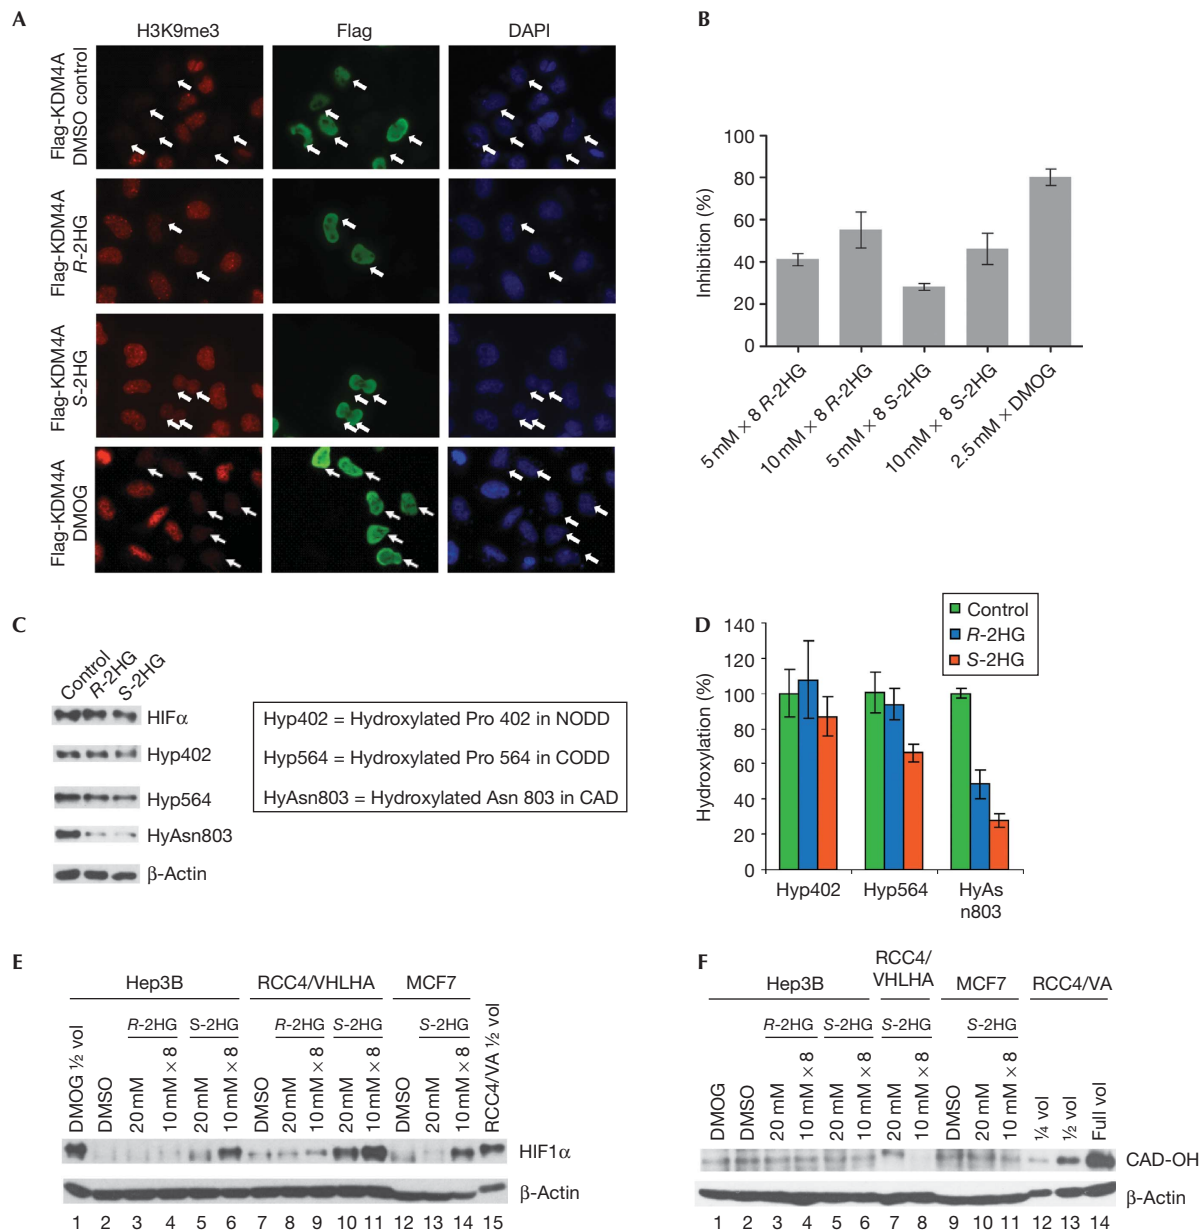 A
H3K9me3
Flag
DAPI
Flag-KDM4A
DMSO control
Flag-KDM4A
R-2HG
Flag-KDM4A
S-2HG
Flag-KDM4A
DMOG
B
Inhibition (%)
100
80
60
40
20
0
5 mM × 8 R-2HG
10 mM × 8 R-2HG
5 mM × 8 S-2HG
10 mM × 8 S-2HG
2.5 mM × DMOG
C
Control
R-2HG
S-2HG
HIFα
Hyp402
Hyp564
HyAsn803
β-Actin
Hyp402 = Hydroxylated Pro 402 in NODD
Hyp564 = Hydroxylated Pro 564 in CODD
HyAsn803 = Hydroxylated Asn 803 in CAD
D
Control
R-2HG
S-2HG
Hydroxylation (%)
140
120
100
80
60
40
20
0
Hyp402
Hyp564
HyAs
n803
E
Hep3B
RCC4/VHLHA
MCF7
R-2HG
S-2HG
R-2HG
S-2HG
S-2HG
DMOG ½ vol
DMSO
20 mM
10 mM × 8
20 mM
10 mM × 8
DMSO
20 mM
10 mM × 8
20 mM
10 mM × 8
DMSO
20 mM
10 mM × 8
RCC4/VA ½ vol
HIF1α
β-Actin
1 2 3 4 5 6 7 8 9 10 11 12 13 14 15
F
Hep3B
RCC4/
VHLHA
MCF7
RCC4/VA
R-2HG
S-2HG
S-2HG
S-2HG
DMOG
DMSO
20 mM
10 mM × 8
20 mM
10 mM × 8
20 mM
10 mM × 8
DMSO
20 mM
10 mM × 8
¼ vol
½ vol
Full vol
CAD-OH
β-Actin
1 2 3 4 5 6 7 8 9 10 11 12 13 14